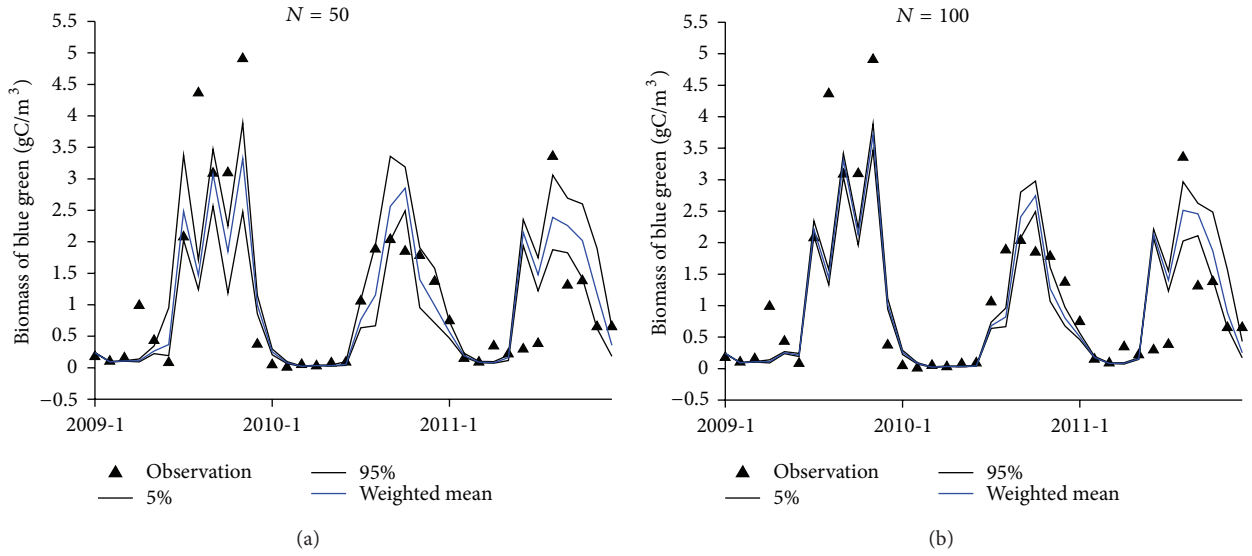 N = 50
5.5
5
4.5
4
3.5
3
2.5
2
1.5
1
0.5
0
−0.5
Biomass of blue green (gC/m³)
2009-1 2010-1 2011-1
Observation
5%
95%
Weighted mean
(a)
N = 100
5.5
5
4.5
4
3.5
3
2.5
2
1.5
1
0.5
0
−0.5
Biomass of blue green (gC/m³)
2009-1 2010-1 2011-1
Observation
5%
95%
Weighted mean
(b)